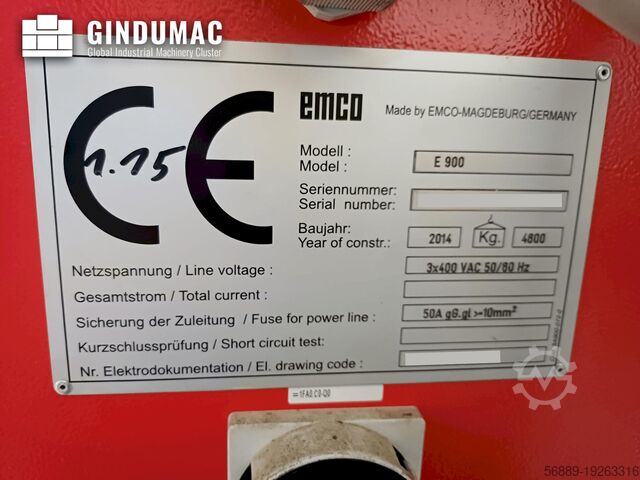 GINDUMAC
Global Industrial Machinery Cluster
CE
1.15
emco Made by EMCO-MAGDEBURG/GERMANY
Modell :
Model : E 900
Seriennummer:
Serial number:
Baujahr:
Year of constr.: 2014 Kg. 4800
Netzspannung / Line voltage : 3x400 VAC 50/60 Hz
Gesamtstrom / Total current :
Sicherung der Zuleitung / Fuse for power line : 50A gG.gl >-10mm²
Kurzschlussprüfung / Short circuit test:
Nr. Elektrodokumentation / El. drawing code :
=1FA0.C0-Q0
56889-19263316